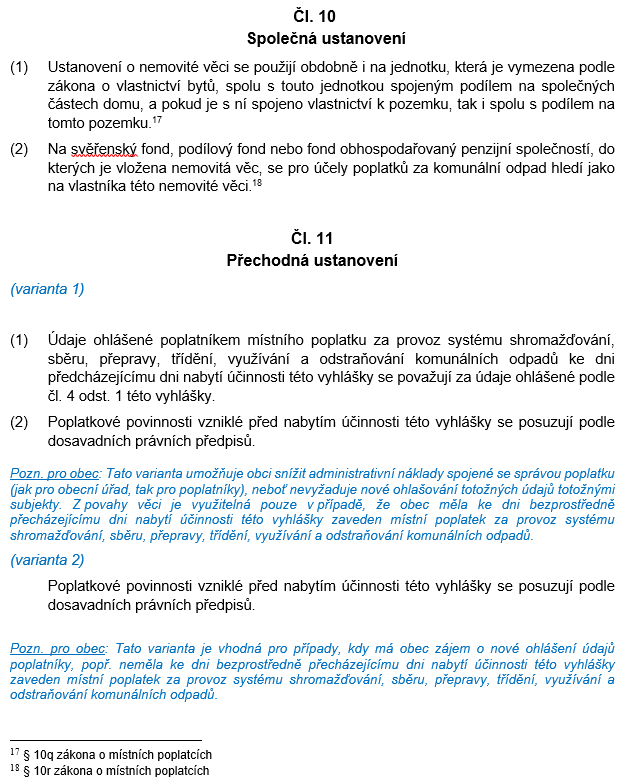 Čl. 10
Společná ustanovení
(1) Ustanovení o nemovité věci se použijí obdobně i na jednotku, která je vymezena podle
zákona o vlastnictví bytů, spolu s touto jednotkou spojeným podílem na společných
částech domu, a pokud je s ní spojeno vlastnictví k pozemku, tak i spolu s podílem na
tomto pozemku.17
(2) Na svěřenský fond, podílový fond nebo fond obhospodařovaný penzijní společností, do
kterých je vložena nemovitá věc, se pro účely poplatků za komunální odpad hledí jako
na vlastníka této nemovité věci.18
Čl. 11
Přechodná ustanovení
(varianta 1)
(1) Údaje ohlášené poplatníkem místního poplatku za provoz systému shromažďování,
sběru, přepravy, třídění, využívání a odstraňování komunálních odpadů ke dni
předcházejícímu dni nabytí účinnosti této vyhlášky se považují za údaje ohlášené podle
čl. 4 odst. 1 této vyhlášky.
(2) Poplatkové povinnosti vzniklé před nabytím účinnosti této vyhlášky se posuzují podle
dosavadních právních předpisů.
Pozn. pro obec: Tato varianta umožňuje obci snížit administrativní náklady spojené se správou poplatku
(jak pro obecní úřad, tak pro poplatníky), neboť nevyžaduje nové ohlašování totožných údajů totožnými
subjekty. Z povahy věci je využitelná pouze v případě, že obec měla ke dni bezprostředně
přecházejícímu dni nabytí účinnosti této vyhlášky zaveden místní poplatek za provoz systému
shromažďování, sběru, přepravy, třídění, využívání a odstraňování komunálních odpadů.
(varianta 2)
Poplatkové povinnosti vzniklé před nabytím účinnosti této vyhlášky se posuzují podle
dosavadních právních předpisů.
Pozn. pro obec: Tato varianta je vhodná pro případy, kdy má obec zájem o nové ohlášení údajů
poplatníky, popř. neměla ke dni bezprostředně přecházejícímu dni nabytí účinnosti této vyhlášky
zaveden místní poplatek za provoz systému shromažďování, sběru, přepravy, třídění, využívání a
odstraňování komunálních odpadů.
17 § 10q zákona o místních poplatcích
18 § 10r zákona o místních poplatcích